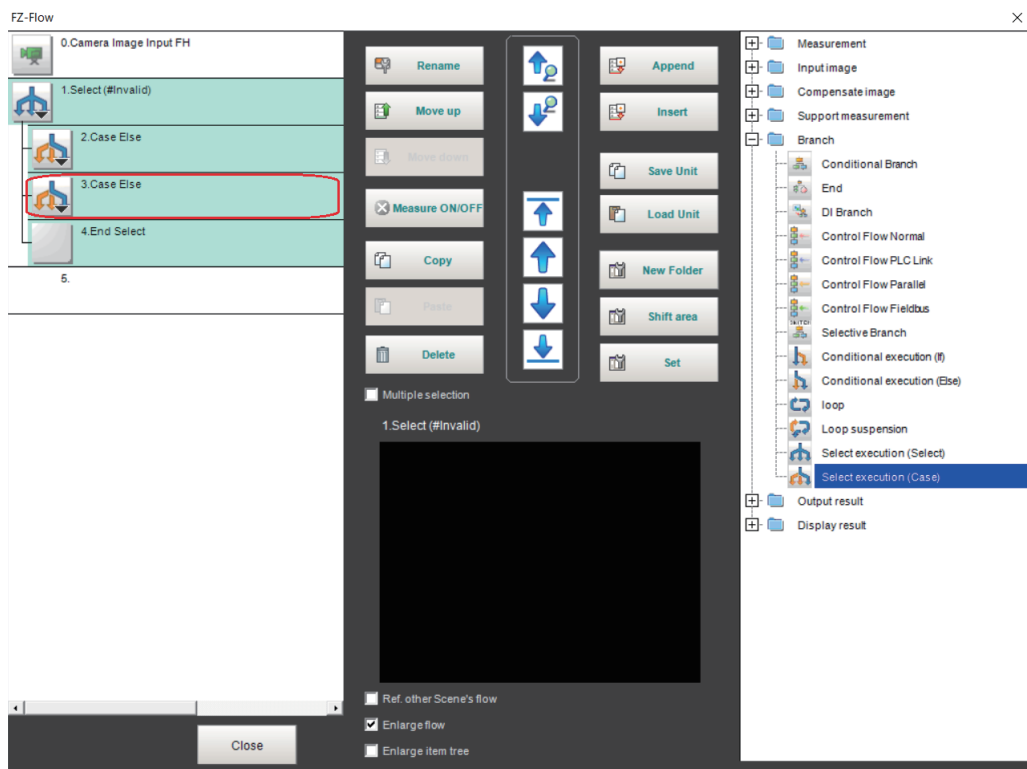 FZ-Flow
0.Camera Image Input FH
1.Select (#Invalid)
2.Case Else
3.Case Else
4.End Select
5.
Rename
Move up
Move down
Measure ON/OFF
Copy
Paste
Delete
Append
Insert
Save Unit
Load Unit
New Folder
Shift area
Set
Multiple selection
1.Select (#Invalid)
Ref. other Scene's flow
Enlarge flow
Enlarge item tree
Close
Measurement
Input image
Compensate image
Support measurement
Branch
Conditional Branch
End
DI Branch
Control Flow Normal
Control Flow PLC Link
Control Flow Parallel
Control Flow Fieldbus
Selective Branch
Conditional execution (If)
Conditional execution (Else)
loop
Loop suspension
Select execution (Select)
Select execution (Case)
Output result
Display result